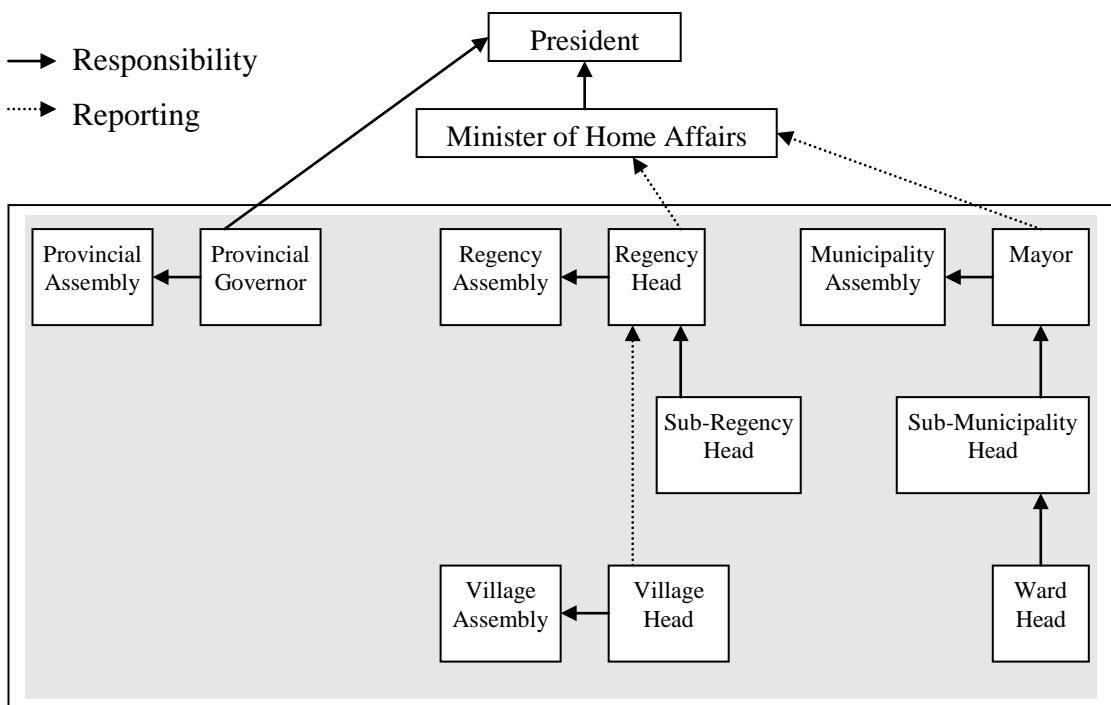 President
Responsibility
Reporting
Minister of Home Affairs
Provincial
Assembly
Provincial
Governor
Regency
Assembly
Regency
Head
Municipality
Assembly
Mayor
Sub-Regency
Head
Sub-Municipality
Head
Village
Assembly
Village
Head
Ward
Head